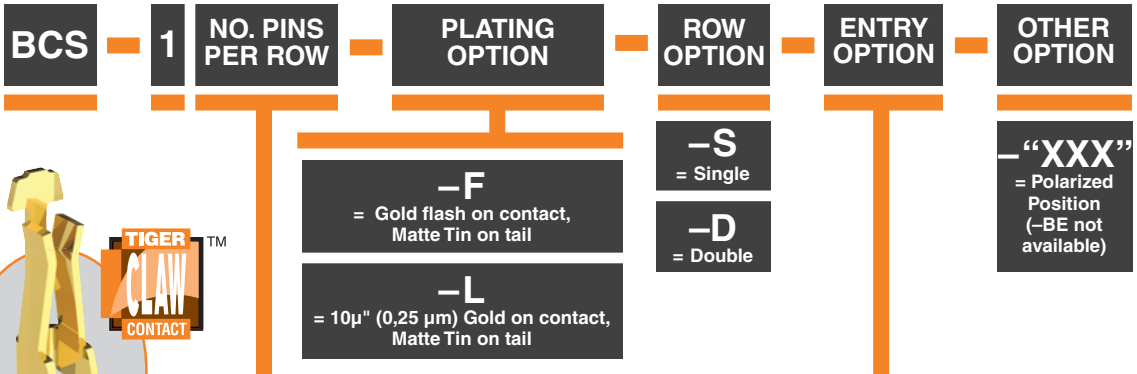 BCS
1
NO. PINS
PER ROW
PLATING
OPTION
ROW
OPTION
ENTRY
OPTION
OTHER
OPTION
–F
= Gold flash on contact,
Matte Tin on tail
–L
= 10µ" (0,25 µm) Gold on contact,
Matte Tin on tail
–S
= Single
–D
= Double
–“XXX”
= Polarized
Position
(–BE not
available)
TIGER
CLAW
CONTACT
TM